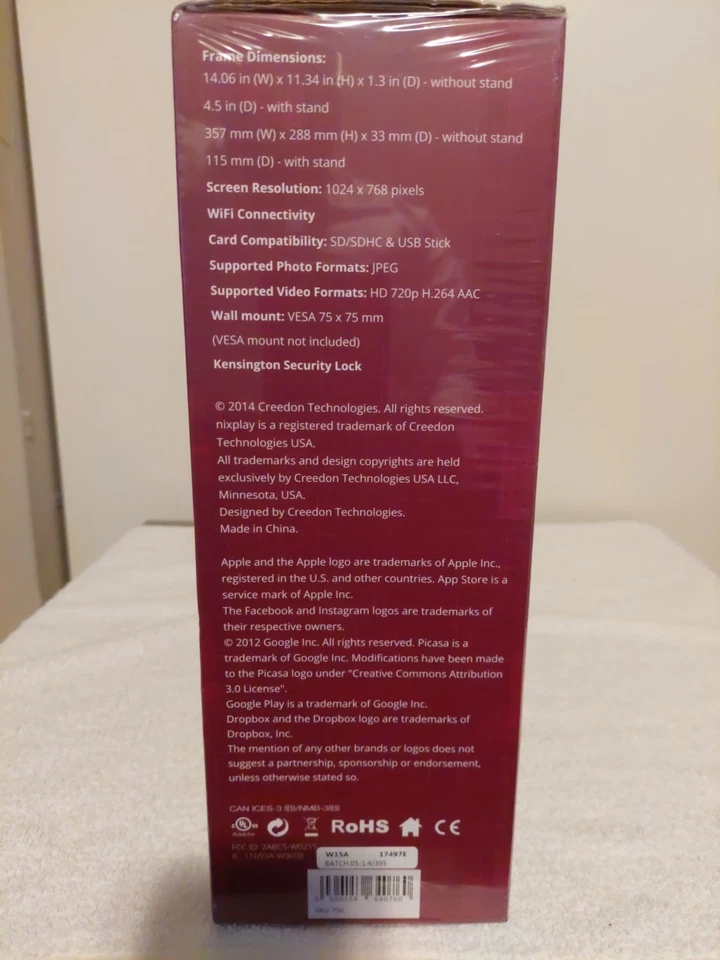 Frame Dimensions:
14.06 in (W) x 11.34 in (H) x 1.3 in (D) - without stand
4.5 in (D) - with stand
357 mm (W) x 288 mm (H) x 33 mm (D) - without stand
115 mm (D) - with stand
Screen Resolution: 1024 x 768 pixels
WiFi Connectivity
Card Compatibility: SD/SDHC & USB Stick
Supported Photo Formats: JPEG
Supported Video Formats: HD 720p H.264 AAC
Wall mount: VESA 75 x 75 mm
(VESA mount not included)
Kensington Security Lock
© 2014 Creedon Technologies. All rights reserved.
nixplay is a registered trademark of Creedon
Technologies USA.
All trademarks and design copyrights are held
exclusively by Creedon Technologies USA LLC,
Minnesota, USA.
Designed by Creedon Technologies.
Made in China.
Apple and the Apple logo are trademarks of Apple Inc.,
registered in the U.S. and other countries. App Store is a
service mark of Apple Inc.
The Facebook and Instagram logos are trademarks of
their respective owners.
© 2012 Google Inc. All rights reserved. Picasa is a
trademark of Google Inc. Modifications have been made
to the Picasa logo under "Creative Commons Attribution
3.0 License".
Google Play is a trademark of Google Inc.
Dropbox and the Dropbox logo are trademarks of
Dropbox, Inc.
The mention of any other brands or logos does not
suggest a partnership, sponsorship or endorsement,
unless otherwise stated so.
CAN ICES-3 (B)/NMB-3(B)
UL RoHS CE
FCC ID:
W15A 17497E
BATCH:05-1.4/395